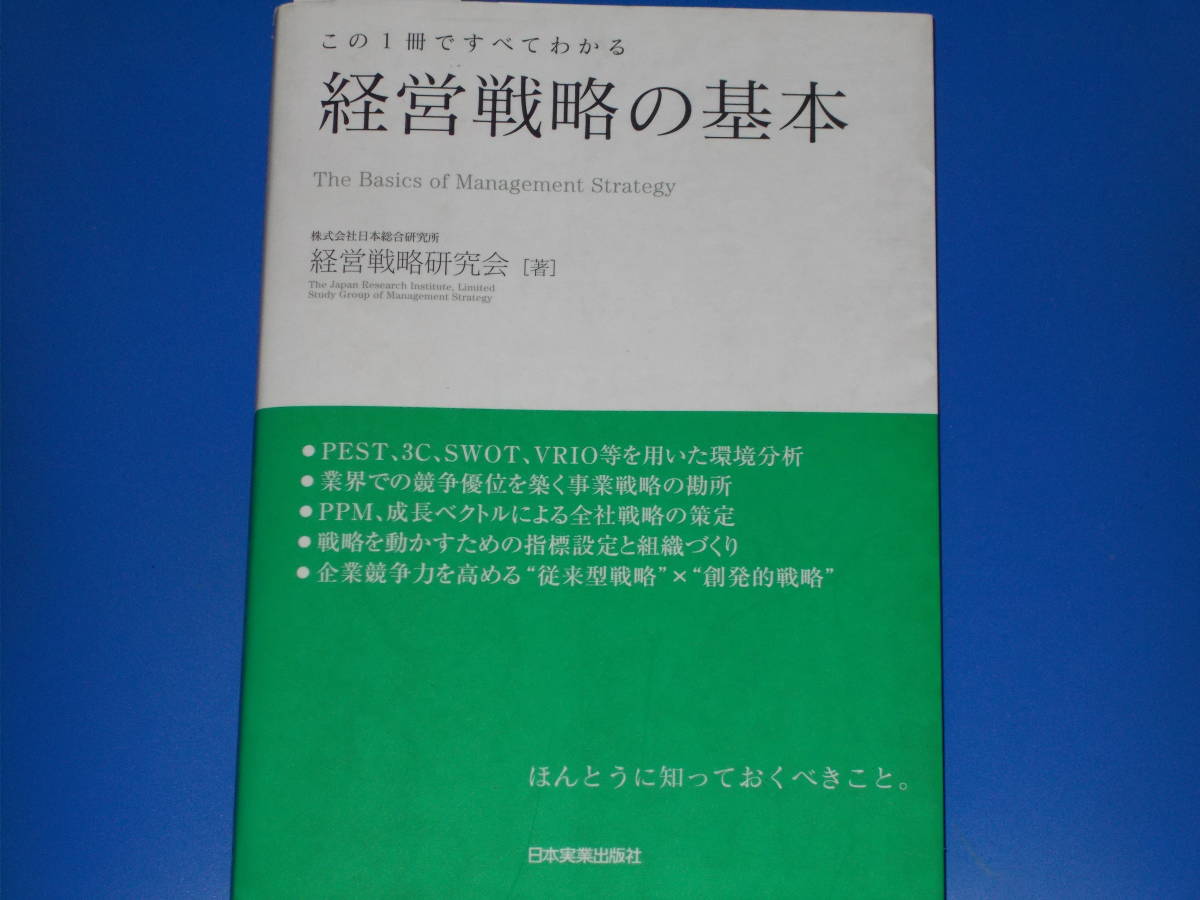 この1冊ですべてわかる
経営戦略の基本
The Basics of Management Strategy
株式会社日本総合研究所
経営戦略研究会［著］
The Japan Research Institute, Limited
Study Group of Management Strategy
●PEST、3C、SWOT、VRIO等を用いた環境分析
●業界での競争優位を築く事業戦略の勘所
●PPM、成長ベクトルによる全社戦略の策定
●戦略を動かすための指標設定と組織づくり
●企業競争力を高める“従来型戦略”×“創発的戦略”
ほんとうに知っておくべきこと。
日本実業出版社